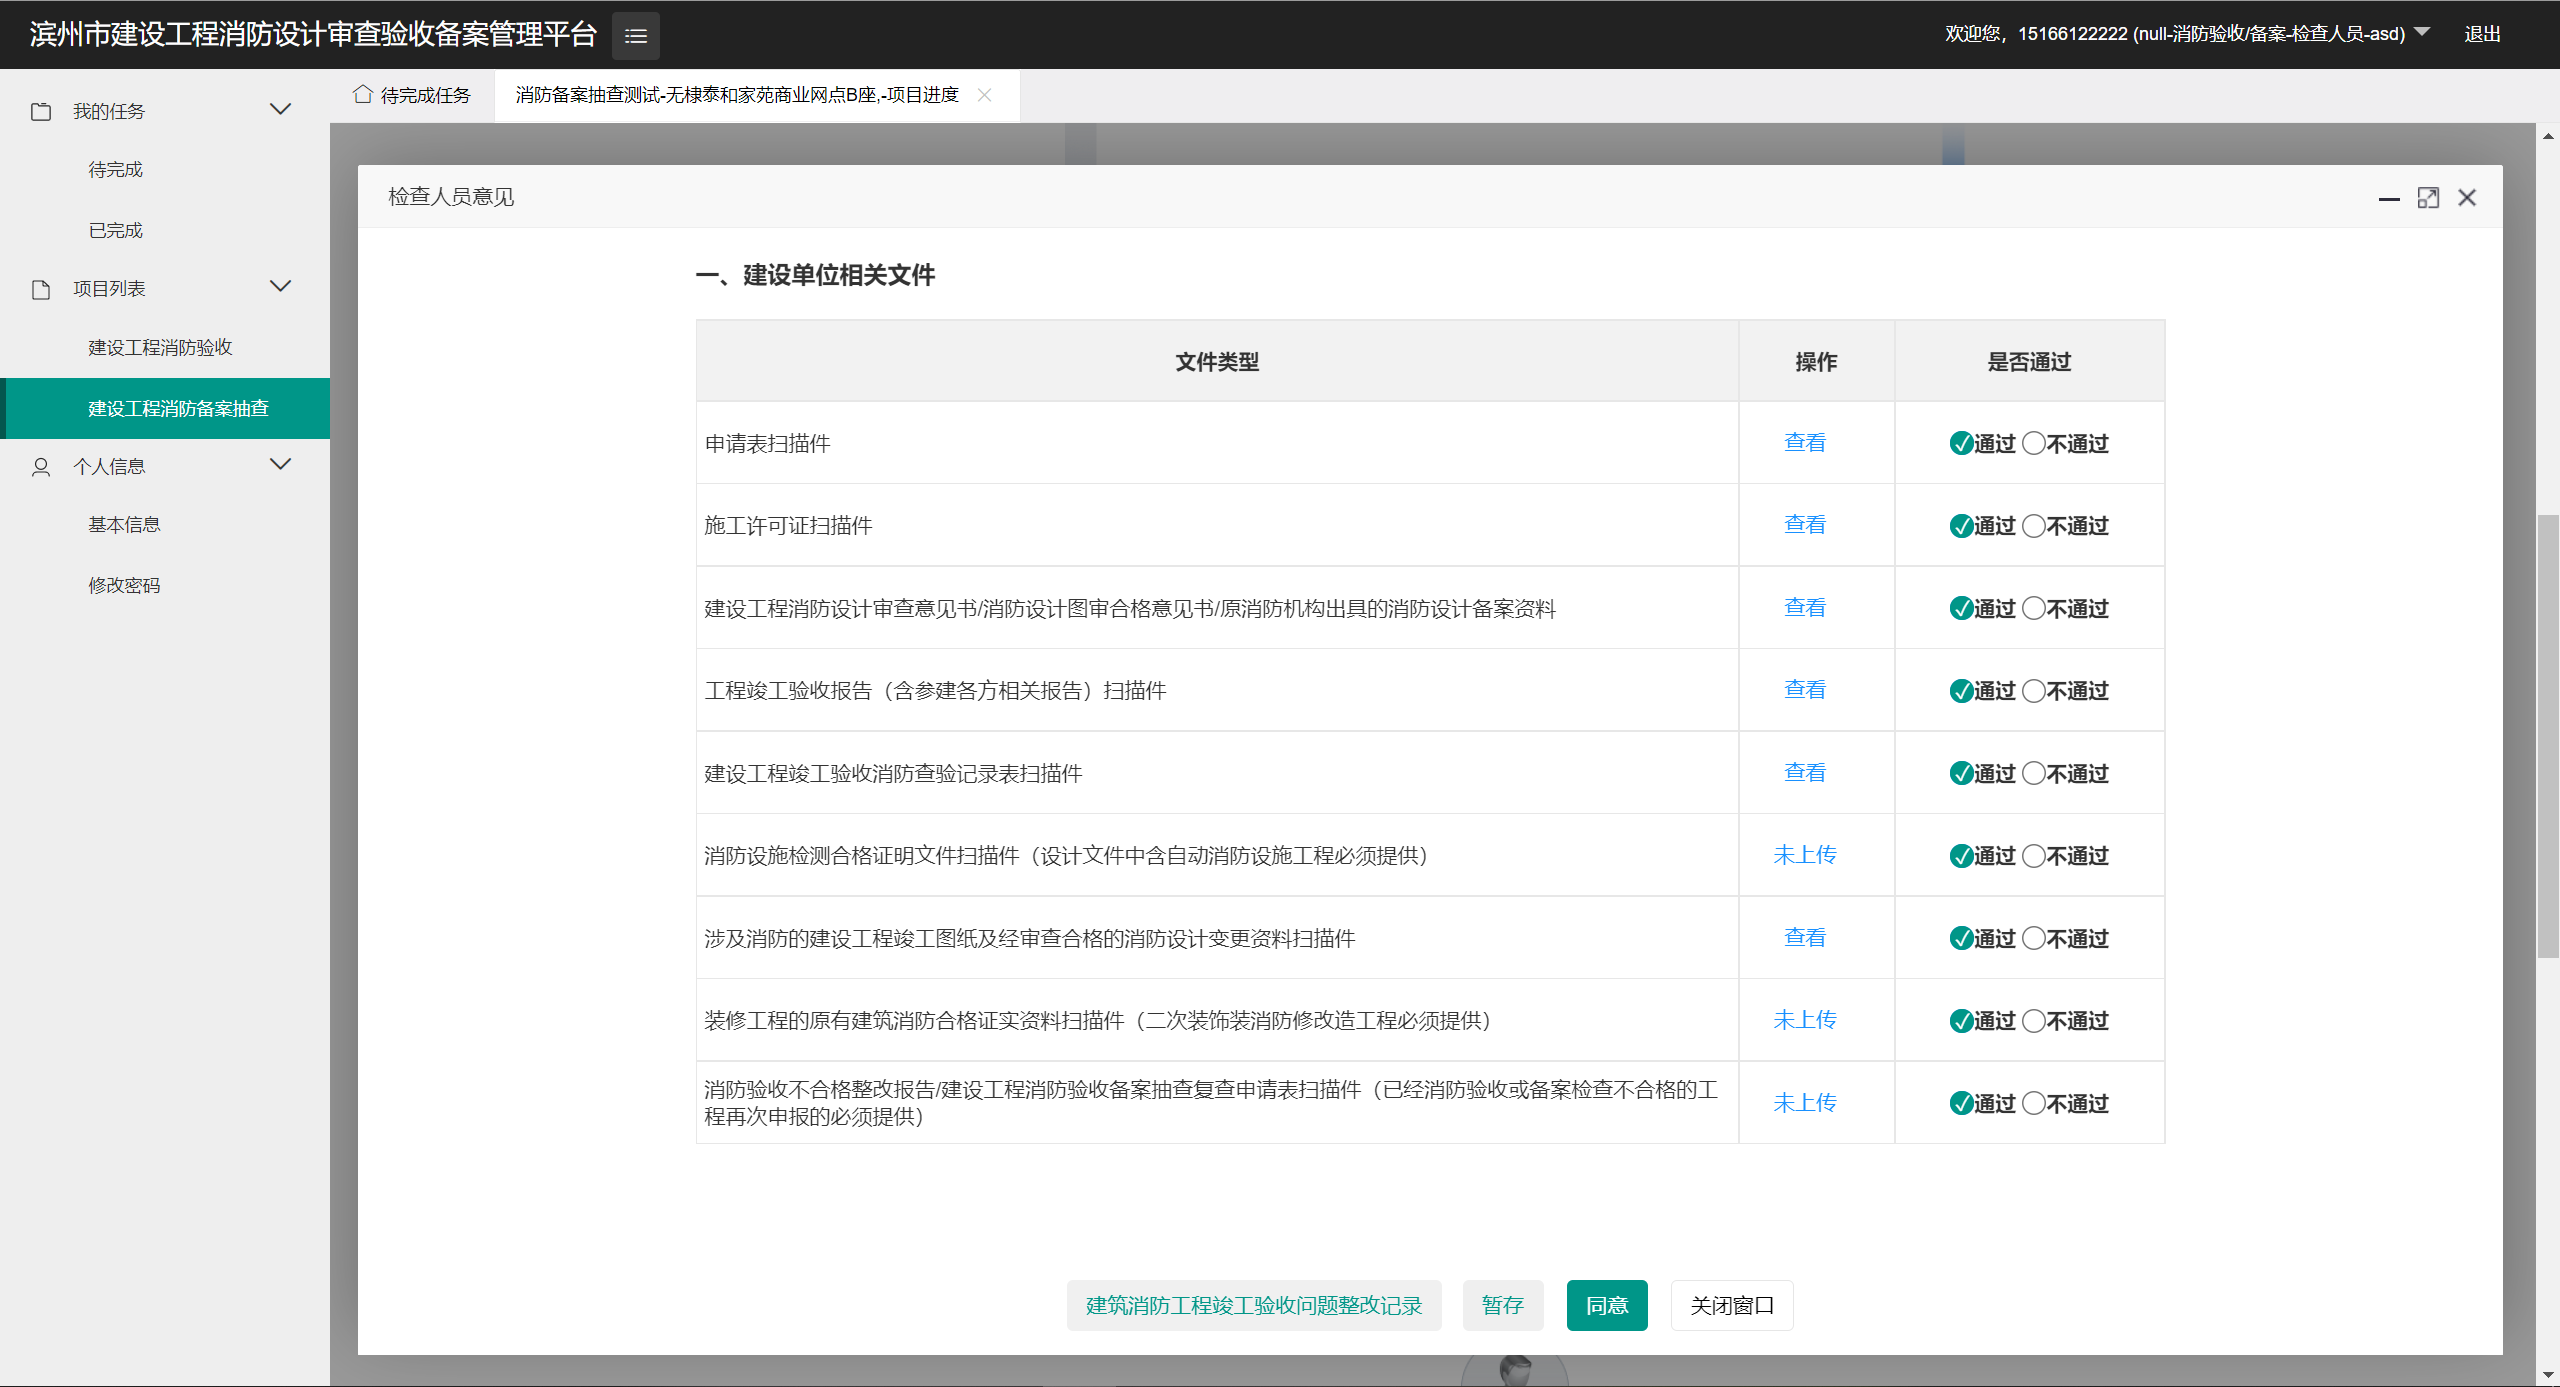 滨州市建设工程消防设计审查验收备案管理平台
欢迎您，15166122222 (null-消防验收/备案-检查人员-asd)
退出
我的任务
待完成
已完成
项目列表
建设工程消防验收
建设工程消防备案抽查
个人信息
基本信息
修改密码
待完成任务
消防备案抽查测试-无棣泰和家苑商业网点B座,-项目进度
检查人员意见
一、建设单位相关文件
文件类型 操作 是否通过
申请表扫描件 查看 通过 不通过
施工许可证扫描件 查看 通过 不通过
建设工程消防设计审查意见书/消防设计图审合格意见书/原消防机构出具的消防设计备案资料 查看 通过 不通过
工程竣工验收报告（含参建各方相关报告）扫描件 查看 通过 不通过
建设工程竣工验收消防查验记录表扫描件 查看 通过 不通过
消防设施检测合格证明文件扫描件（设计文件中含自动消防设施工程必须提供） 未上传 通过 不通过
涉及消防的建设工程竣工图纸及经审查合格的消防设计变更资料扫描件 查看 通过 不通过
装修工程的原有建筑消防合格证实资料扫描件（二次装饰装消防修改造工程必须提供） 未上传 通过 不通过
消防验收不合格整改报告/建设工程消防验收备案抽查复查申请表扫描件（已经消防验收或备案检查不合格的工
程再次申报的必须提供） 未上传 通过 不通过
建筑消防工程竣工验收问题整改记录 暂存 同意 关闭窗口